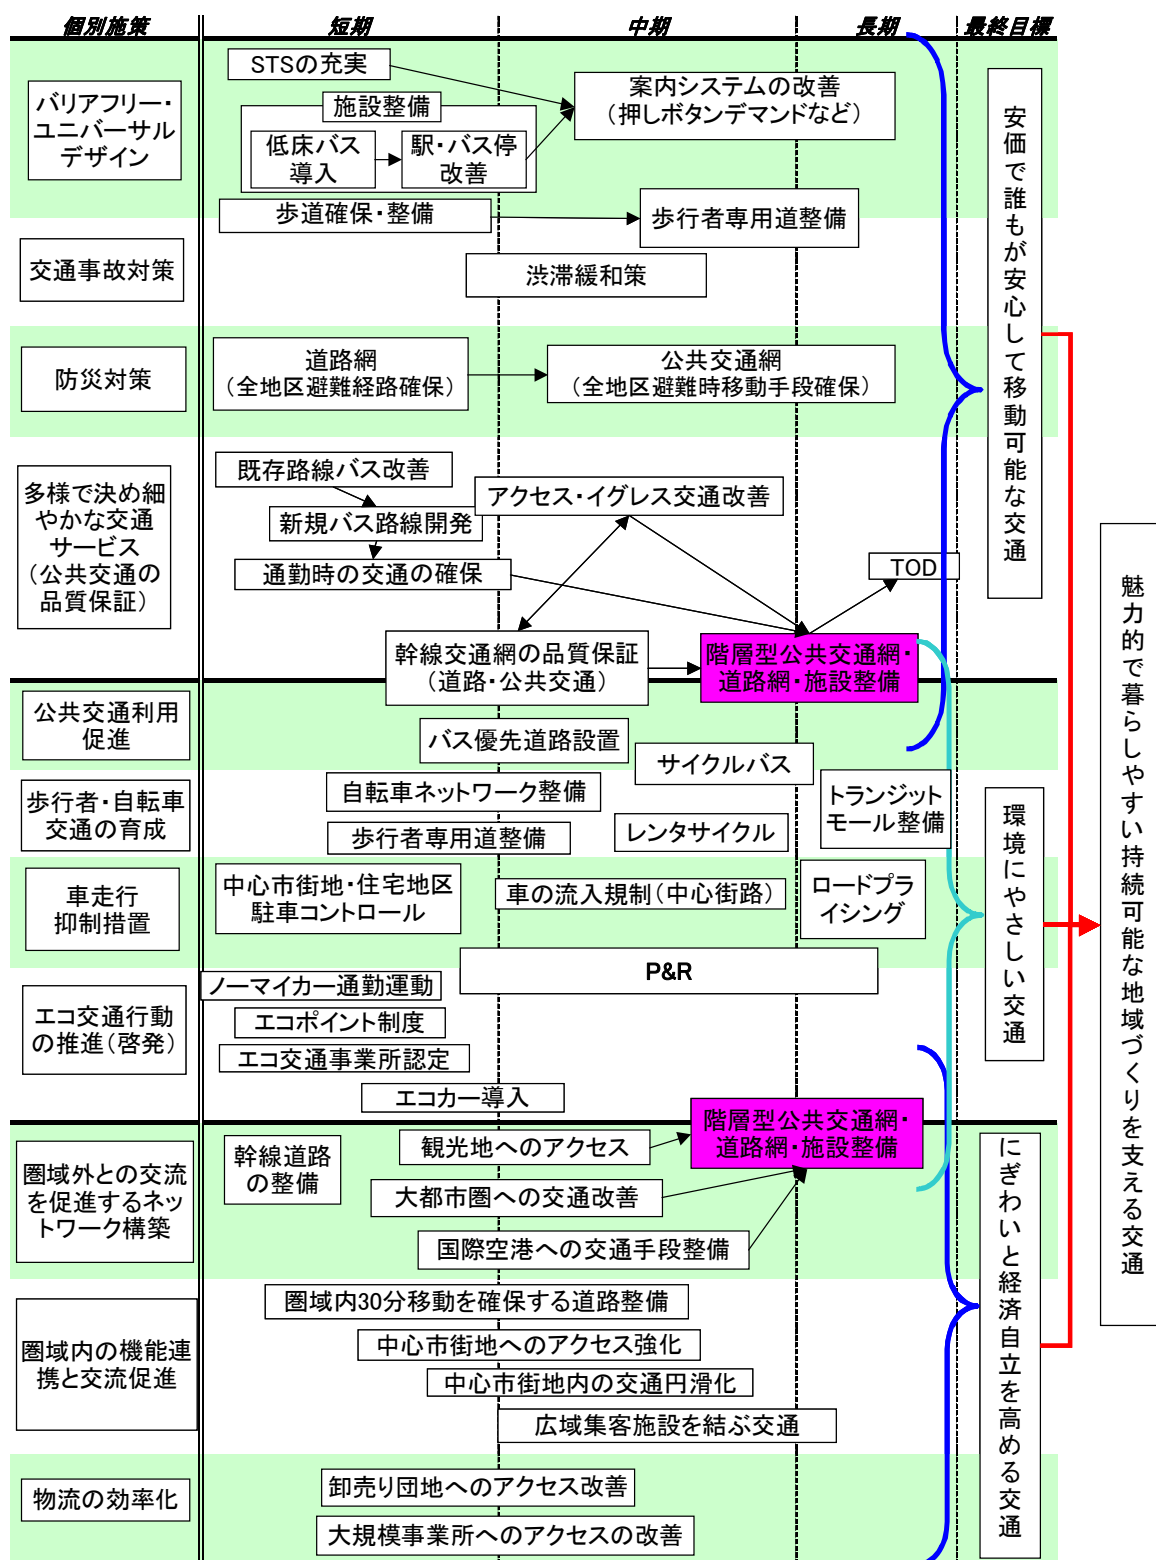 個別施策
短期
中期
長期
最終目標
バリアフリー・
ユニバーサル
デザイン
STSの充実
施設整備
低床バス
導入
駅・バス停
改善
案内システムの改善
(押しボタンデマンドなど)
歩道確保・整備
歩行者専用道整備
交通事故対策
渋滞緩和策
防災対策
道路網
(全地区避難経路確保)
公共交通網
(全地区避難時移動手段確保)
多様で決め細
やかな交通
サービス
(公共交通の
品質保証)
既存路線バス改善
新規バス路線開発
通勤時の交通の確保
アクセス・イグレス交通改善
TOD
幹線交通網の品質保証
(道路・公共交通)
階層型公共交通網・
道路網・施設整備
安価で誰もが安心して移動可能な交通
公共交通利用
促進
バス優先道路設置
サイクルバス
歩行者・自転車
交通の育成
自転車ネットワーク整備
歩行者専用道整備
レンタサイクル
トランジット
モール整備
車走行
抑制措置
中心市街地・住宅地区
駐車コントロール
車の流入規制(中心街路)
ロードプラ
イシング
P&R
エコ交通行動
の推進(啓発)
ノーマイカー通勤運動
エコポイント制度
エコ交通事業所認定
エコカー導入
環境にやさしい交通
圏域外との交流
を促進するネッ
トワーク構築
幹線道路
の整備
観光地へのアクセス
階層型公共交通網・
道路網・施設整備
大都市圏への交通改善
国際空港への交通手段整備
圏域内の機能連
携と交流促進
圏域内30分移動を確保する道路整備
中心市街地へのアクセス強化
中心市街地内の交通円滑化
広域集客施設を結ぶ交通
物流の効率化
卸売り団地へのアクセス改善
大規模事業所へのアクセスの改善
にぎわいと経済自立を高める交通
魅力的で暮らしやすい持続可能な地域づくりを支える交通